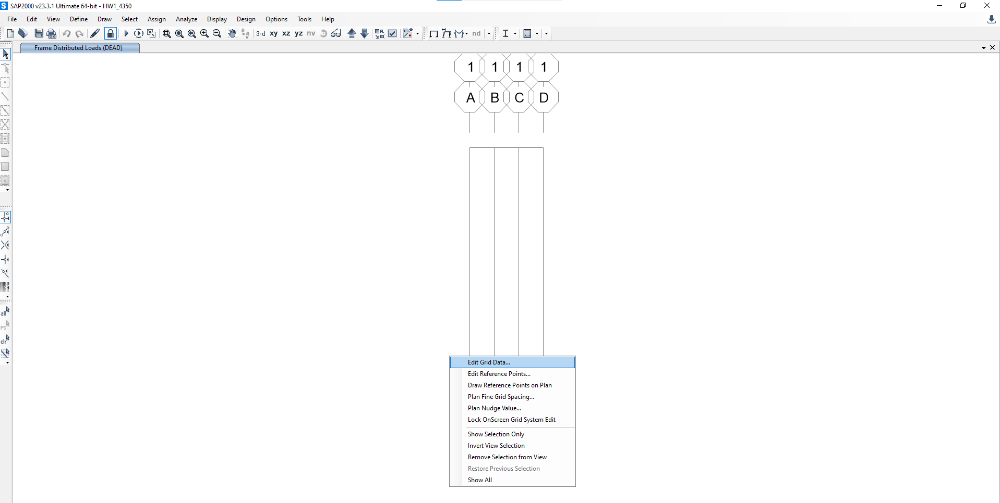 S SAP2000 v23.3.1 Ultimate 64-bit - HW1_4350
File Edit View Define Draw Select Assign Analyze Display Design Options Tools Help
3-d xy xz yz nv nd
Frame Distributed Loads (DEAD)
1 1 1 1
A B C D
all
PS
clr
Edit Grid Data...
Edit Reference Points...
Draw Reference Points on Plan
Plan Fine Grid Spacing...
Plan Nudge Value...
Lock OnScreen Grid System Edit
Show Selection Only
Invert View Selection
Remove Selection from View
Restore Previous Selection
Show All